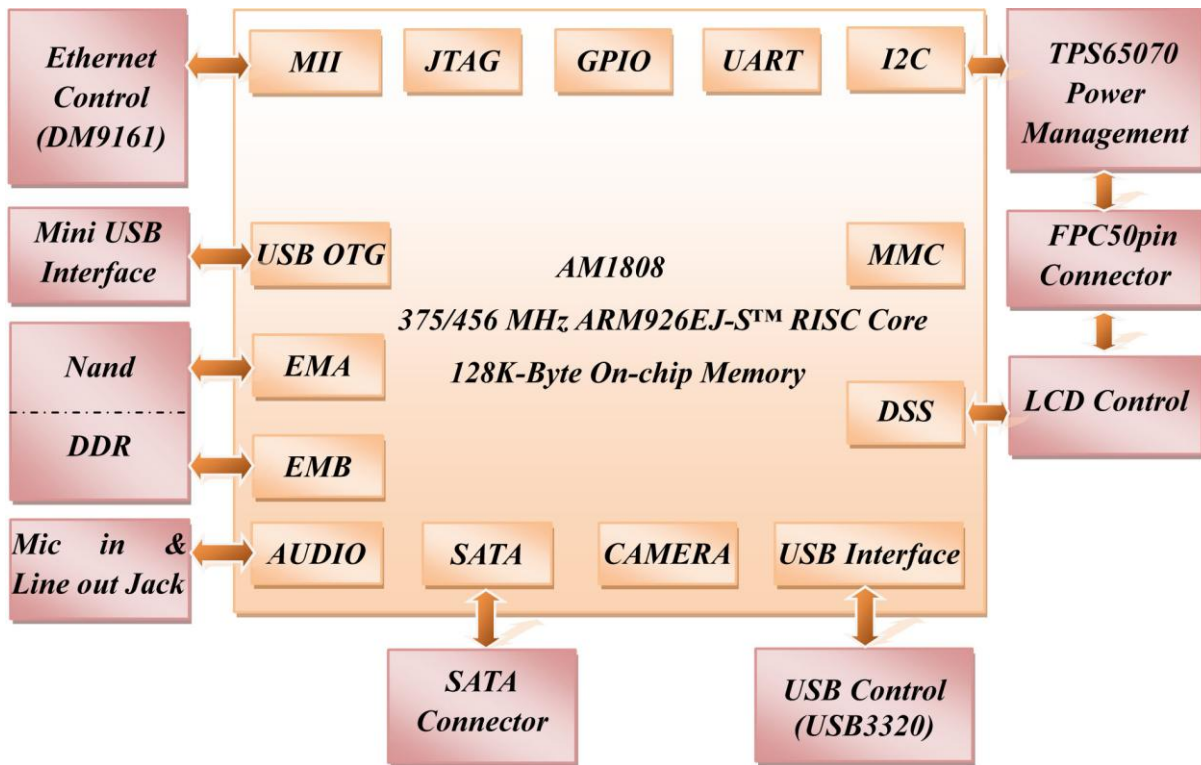 Ethernet
Control
(DM9161)
MII
JTAG
GPIO
UART
I2C
TPS65070
Power
Management
Mini USB
Interface
USB OTG
AM1808
375/456 MHz ARM926EJ-S™ RISC Core
128K-Byte On-chip Memory
MMC
FPC50pin
Connector
Nand
DDR
EMA
EMB
DSS
LCD Control
Mic in &
Line out Jack
AUDIO
SATA
CAMERA
USB Interface
SATA
Connector
USB Control
(USB3320)